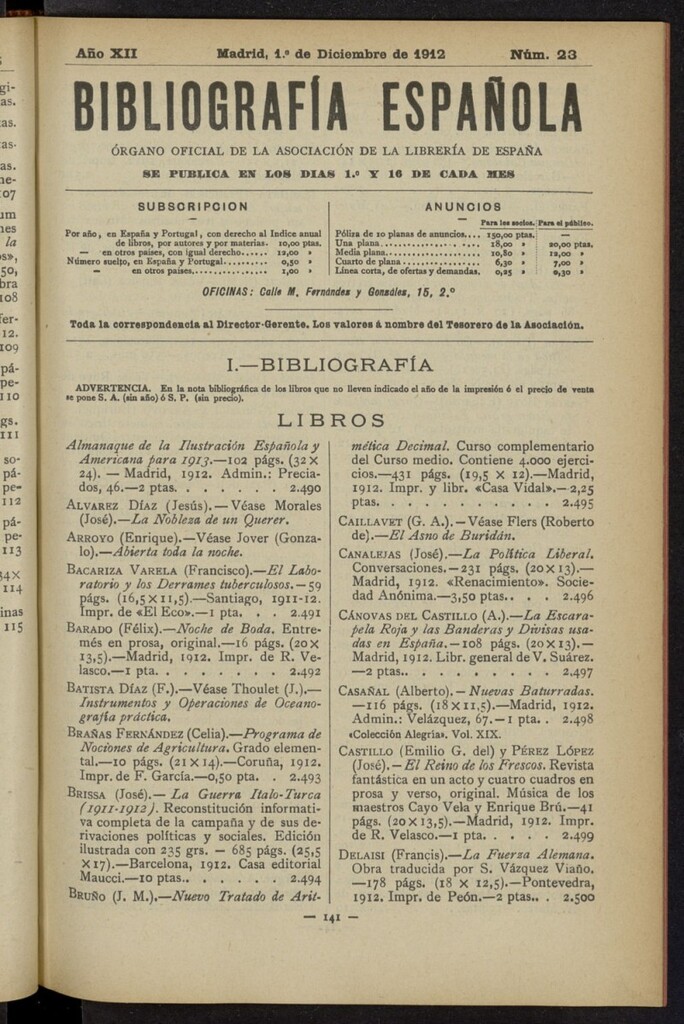 Año XII Madrid, 1.º de Diciembre de 1912 Núm. 23
BIBLIOGRAFÍA ESPAÑOLA
ÓRGANO OFICIAL DE LA ASOCIACIÓN DE LA LIBRERÍA DE ESPAÑA
SE PUBLICA EN LOS DIAS 1.º Y 16 DE CADA MES
SUBSCRIPCION
Por año, en España y Portugal, con derecho al Indice anual
de libros, por autores y por materias. 10,00 ptas.
— en otros países, con igual derecho...... 12,00 »
Número suelto, en España y Portugal......... 0,50 »
— en otros países............... 1,00 »
ANUNCIOS
Para los socios. Para el público.
Póliza de 10 planas de anuncios.... 150,00 ptas. —
Una plana....................... 18,00 » 20,00 ptas.
Media plana..................... 10,80 » 12,00 »
Cuarto de plana................. 6,30 » 7,00 »
Línea corta, de ofertas y demandas. 0,25 » 0,30 »
OFICINAS: Calle M. Fernández y González, 15, 2.º
Toda la correspondencia al Director-Gerente. Los valores á nombre del Tesorero de la Asociación.
I.—BIBLIOGRAFÍA
ADVERTENCIA. En la nota bibliográfica de los libros que no lleven indicado el año de la impresión ó el precio de venta
se pone S. A. (sin año) ó S. P. (sin precio).
LIBROS
Almanaque de la Ilustración Española y
Americana para 1913.—102 págs. (32 X
24). — Madrid, 1912. Admin.: Precia-
dos, 46.—2 ptas. . . . . . . 2.490
ALVAREZ DÍAZ (Jesús).—Véase Morales
(José).—La Nobleza de un Querer.
ARROYO (Enrique).—Véase Jover (Gonza-
lo).—Abierta toda la noche.
BACARIZA VARELA (Francisco).—El Labo-
ratorio y los Derrames tuberculosos.—59
págs. (16,5 X 11,5).—Santiago, 1911-12.
Impr. de «El Eco».—1 pta. . . 2.491
BARADO (Félix).—Noche de Boda. Entre-
més en prosa, original.—16 págs. (20 X
13,5).—Madrid, 1912. Impr. de R. Ve-
lasco.—1 pta. . . . . . . . 2.492
BATISTA DÍAZ (F.).—Véase Thoulet (J.).—
Instrumentos y Operaciones de Oceano-
grafía práctica.
BRAÑAS FERNÁNDEZ (Celia).—Programa de
Nociones de Agricultura. Grado elemen-
tal.—10 págs. (21 X 14).—Coruña, 1912.
Impr. de F. García.—0,50 pta. . 2.493
BRISSA (José).— La Guerra Italo-Turca
(1911-1912). Reconstitución informati-
va completa de la campaña y de sus de-
rivaciones políticas y sociales. Edición
ilustrada con 235 grs. — 685 págs. (25,5
X 17).—Barcelona, 1912. Casa editorial
Maucci.—10 ptas. . . . . . 2.494
BRUÑO (J. M.).—Nuevo Tratado de Arit-
mética Decimal. Curso complementario
del Curso medio. Contiene 4.000 ejerci-
cios.—431 págs. (19,5 X 12).—Madrid,
1912. Impr. y libr. «Casa Vidal».—2,25
ptas. . . . . . . . . . 2.495
CAILLAVET (G. A.).—Véase Flers (Roberto
de).—El Asno de Buridán.
CANALEJAS (José).—La Política Liberal.
Conversaciones.—231 págs. (20 X 13).—
Madrid, 1912. «Renacimiento». Socie-
dad Anónima.—3,50 ptas. . . 2.496
CÁNOVAS DEL CASTILLO (A.).—La Escara-
pela Roja y las Banderas y Divisas usa-
das en España.—108 págs. (20 X 13).—
Madrid, 1912. Libr. general de V. Suárez.
—2 ptas. . . . . . . . . 2.497
CASAÑAL (Alberto).—Nuevas Baturradas.
—116 págs. (18 X 11,5).—Madrid, 1912.
Admin.: Velázquez, 67.—1 pta. . 2.498
«Colección Alegría». Vol. XIX.
CASTILLO (Emilio G. del) y PÉREZ LÓPEZ
(José).—El Reino de los Frescos. Revista
fantástica en un acto y cuatro cuadros en
prosa y verso, original. Música de los
maestros Cayo Vela y Enrique Brú.—41
págs. (20 X 13,5).—Madrid, 1912. Impr.
de R. Velasco.—1 pta. . . . . 2.499
DELAISI (Francis).—La Fuerza Alemana.
Obra traducida por S. Vázquez Viaño.
—178 págs. (18 X 12,5).—Pontevedra,
1912. Impr. de Peón.—2 ptas. . . 2.500
— 141 —